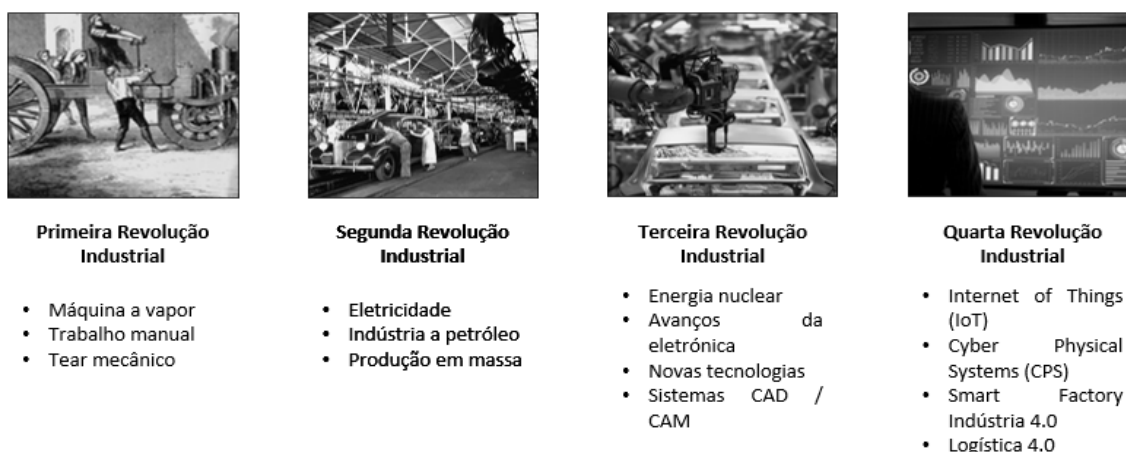 Primeira Revolução
Industrial
• Máquina a vapor
• Trabalho manual
• Tear mecânico
Segunda Revolução
Industrial
• Eletricidade
• Indústria a petróleo
• Produção em massa
Terceira Revolução
Industrial
• Energia nuclear
• Avanços da
eletrónica
• Novas tecnologias
• Sistemas CAD /
CAM
Quarta Revolução
Industrial
• Internet of Things
(IoT)
• Cyber Physical
Systems (CPS)
• Smart Factory
Indústria 4.0
• Logística 4.0